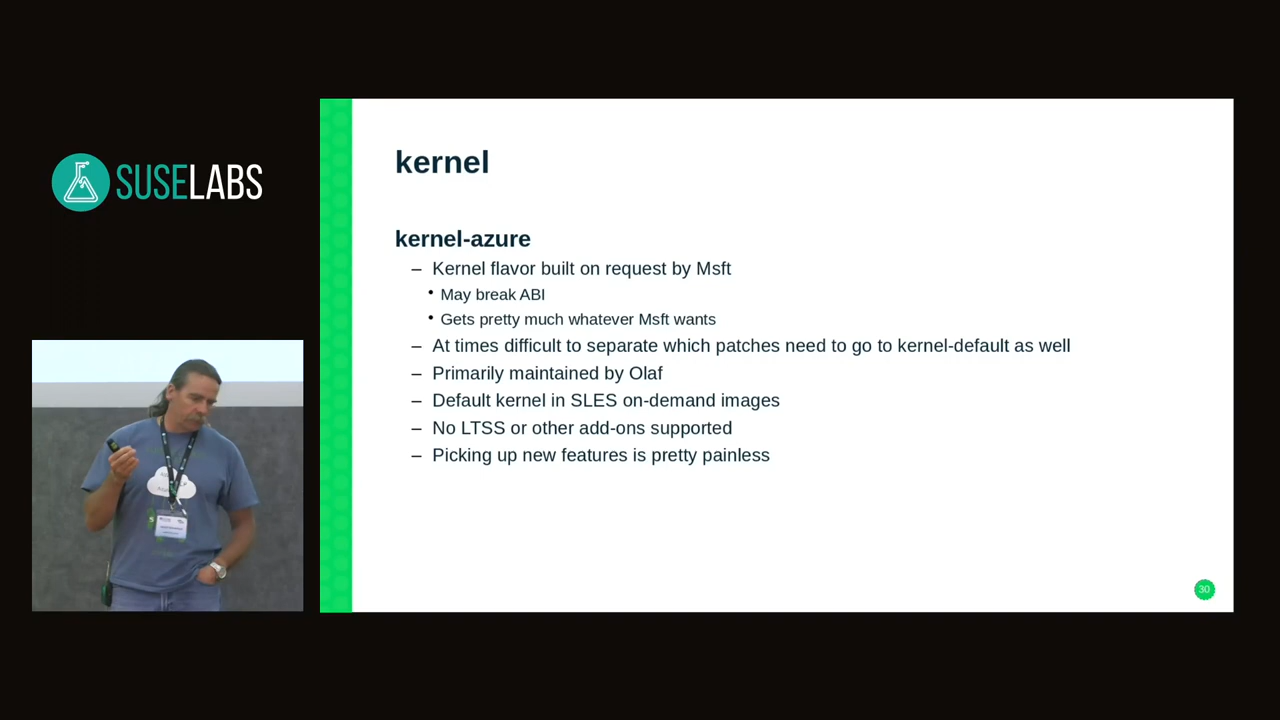 SUSELABS
kernel
kernel-azure
– Kernel flavor built on request by Msft
• May break ABI
• Gets pretty much whatever Msft wants
– At times difficult to separate which patches need to go to kernel-default as well
– Primarily maintained by Olaf
– Default kernel in SLES on-demand images
– No LTSS or other add-ons supported
– Picking up new features is pretty painless
30